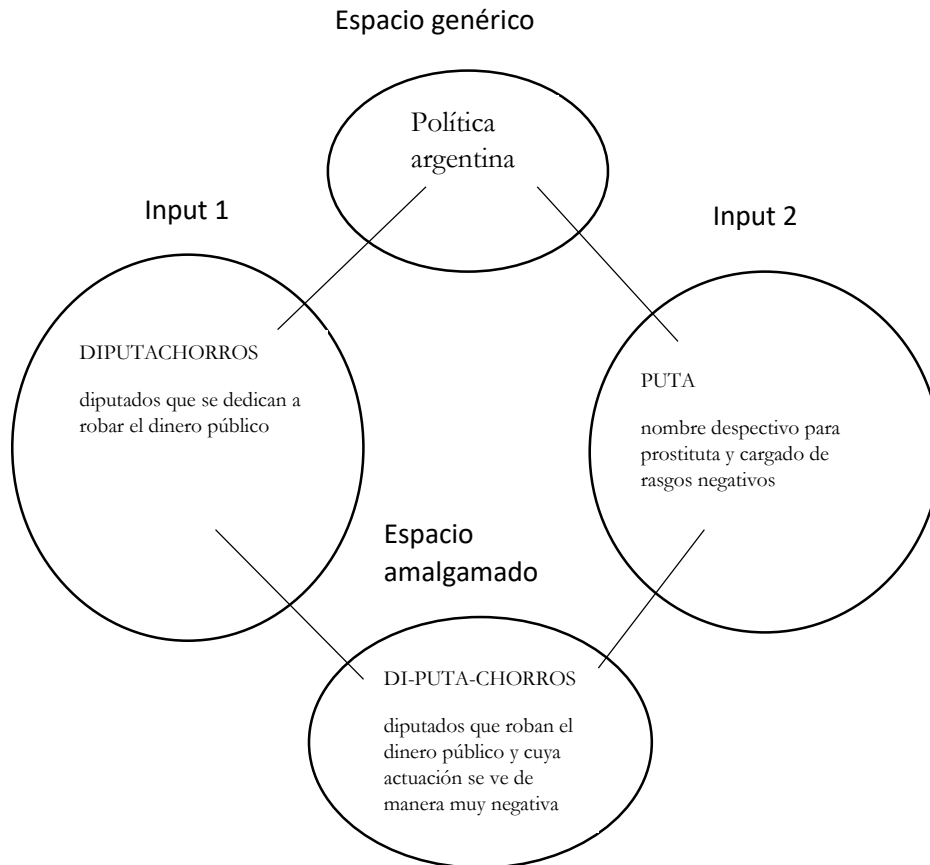 Espacio genérico
Política
argentina
Input 1
Input 2
DIPUTACHORROS
diputados que se dedican a
robar el dinero público
PUTA
nombre despectivo para
prostituta y cargado de
rasgos negativos
Espacio
amalgamado
DI-PUTA-CHORROS
diputados que roban el
dinero público y cuya
actuación se ve de
manera muy negativa